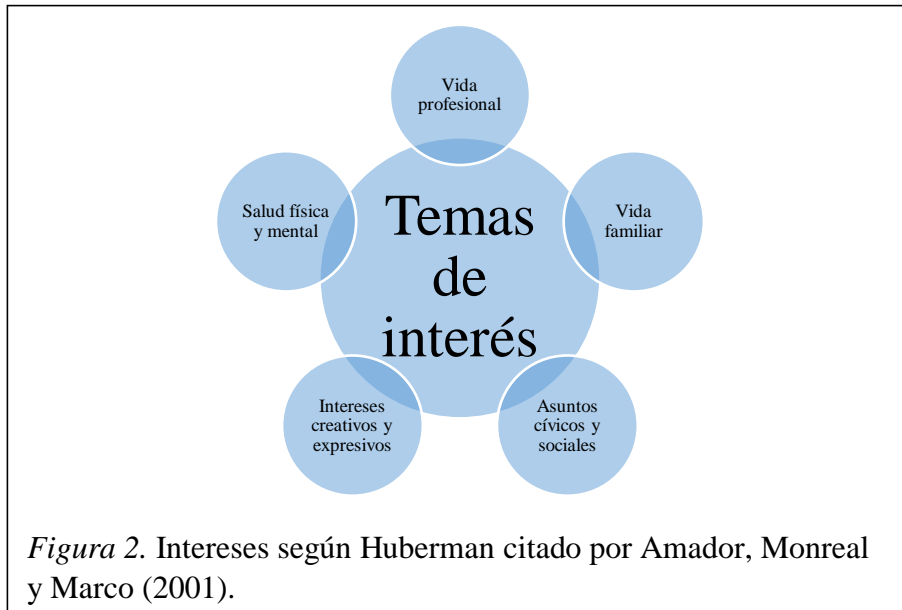 Vida
profesional
Salud física
y mental
Temas
de
interés
Vida
familiar
Intereses
creativos y
expresivos
Asuntos
cívicos y
sociales
Figura 2. Intereses según Huberman citado por Amador, Monreal
y Marco (2001).